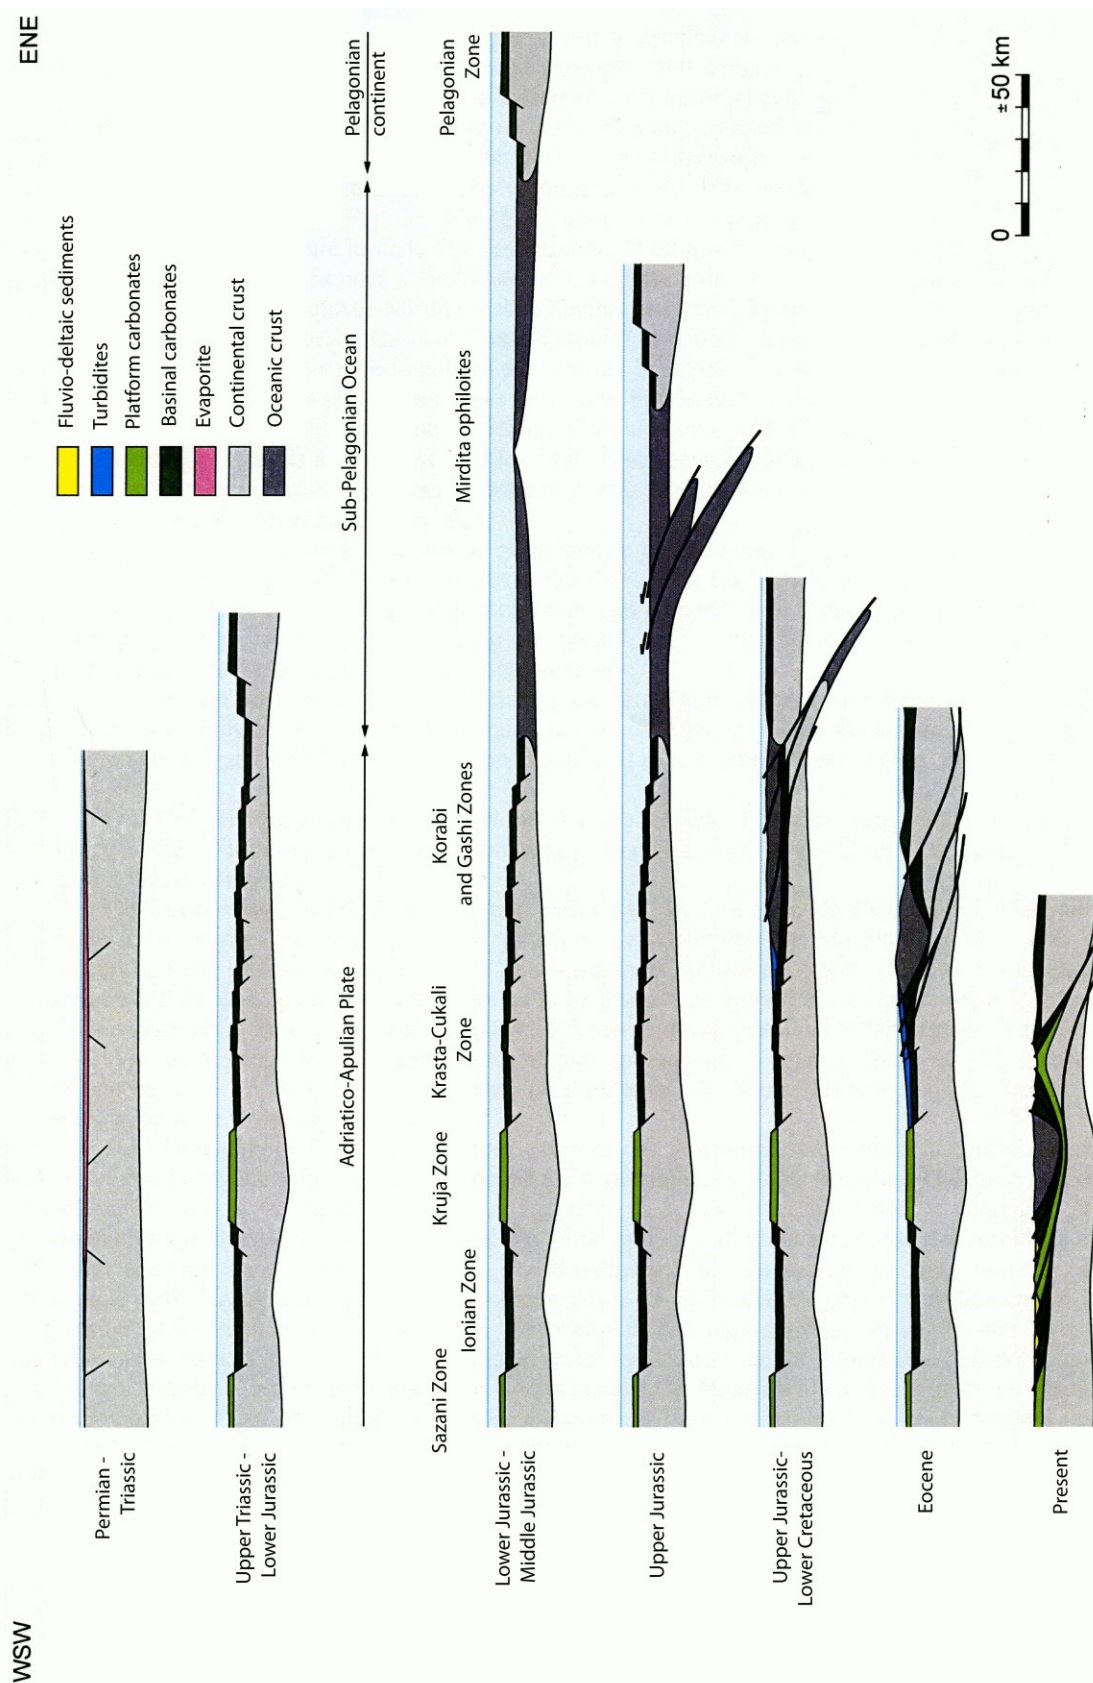 WSW
ENE
Fluvio-deltaic sediments
Turbidites
Platform carbonates
Basinal carbonates
Evaporite
Continental crust
Oceanic crust
Permian -
Triassic
Upper Triassic -
Lower Jurassic
Adriatico-Apulian Plate
Sub-Pelagonian Ocean
Pelagonian
continent
Sazani Zone
Ionian Zone
Kruja Zone
Krasta-Cukali
Zone
Korabi
and Gashi Zones
Mirdita ophiloites
Pelagonian
Zone
Lower Jurassic -
Middle Jurassic
Upper Jurassic
Upper Jurassic-
Lower Cretaceous
Eocene
Present
0
± 50 km